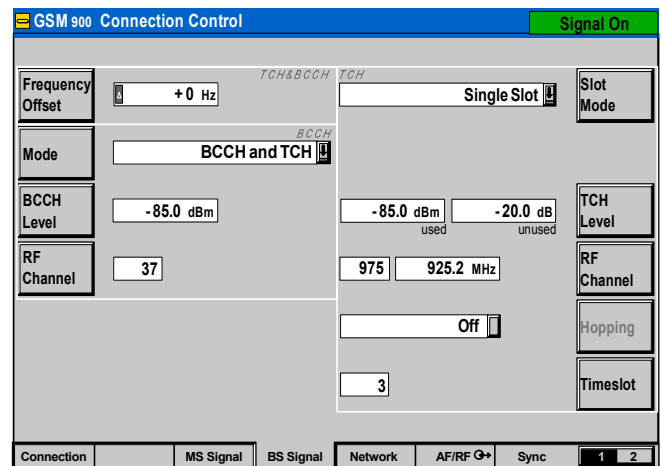 GSM 900 Connection Control
Signal On
TCH&BCCH
TCH
Frequency
Offset
+0 Hz
Single Slot
Slot
Mode
BCCH
Mode
BCCH and TCH
BCCH
Level
-85.0 dBm
-85.0 dBm
used
-20.0 dB
unused
TCH
Level
RF
Channel
37
975
925.2 MHz
RF
Channel
Off
Hopping
3
Timeslot
Connection
MS Signal
BS Signal
Network
AF/RF
Sync
1 2